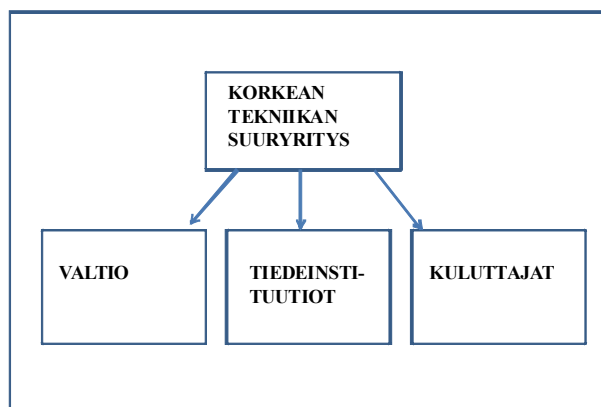 KORKEAN
TEKNIIKAN
SUURYRITYS
VALTIO
TIEDEINSTI-
TUUTIOT
KULUTTAJAT